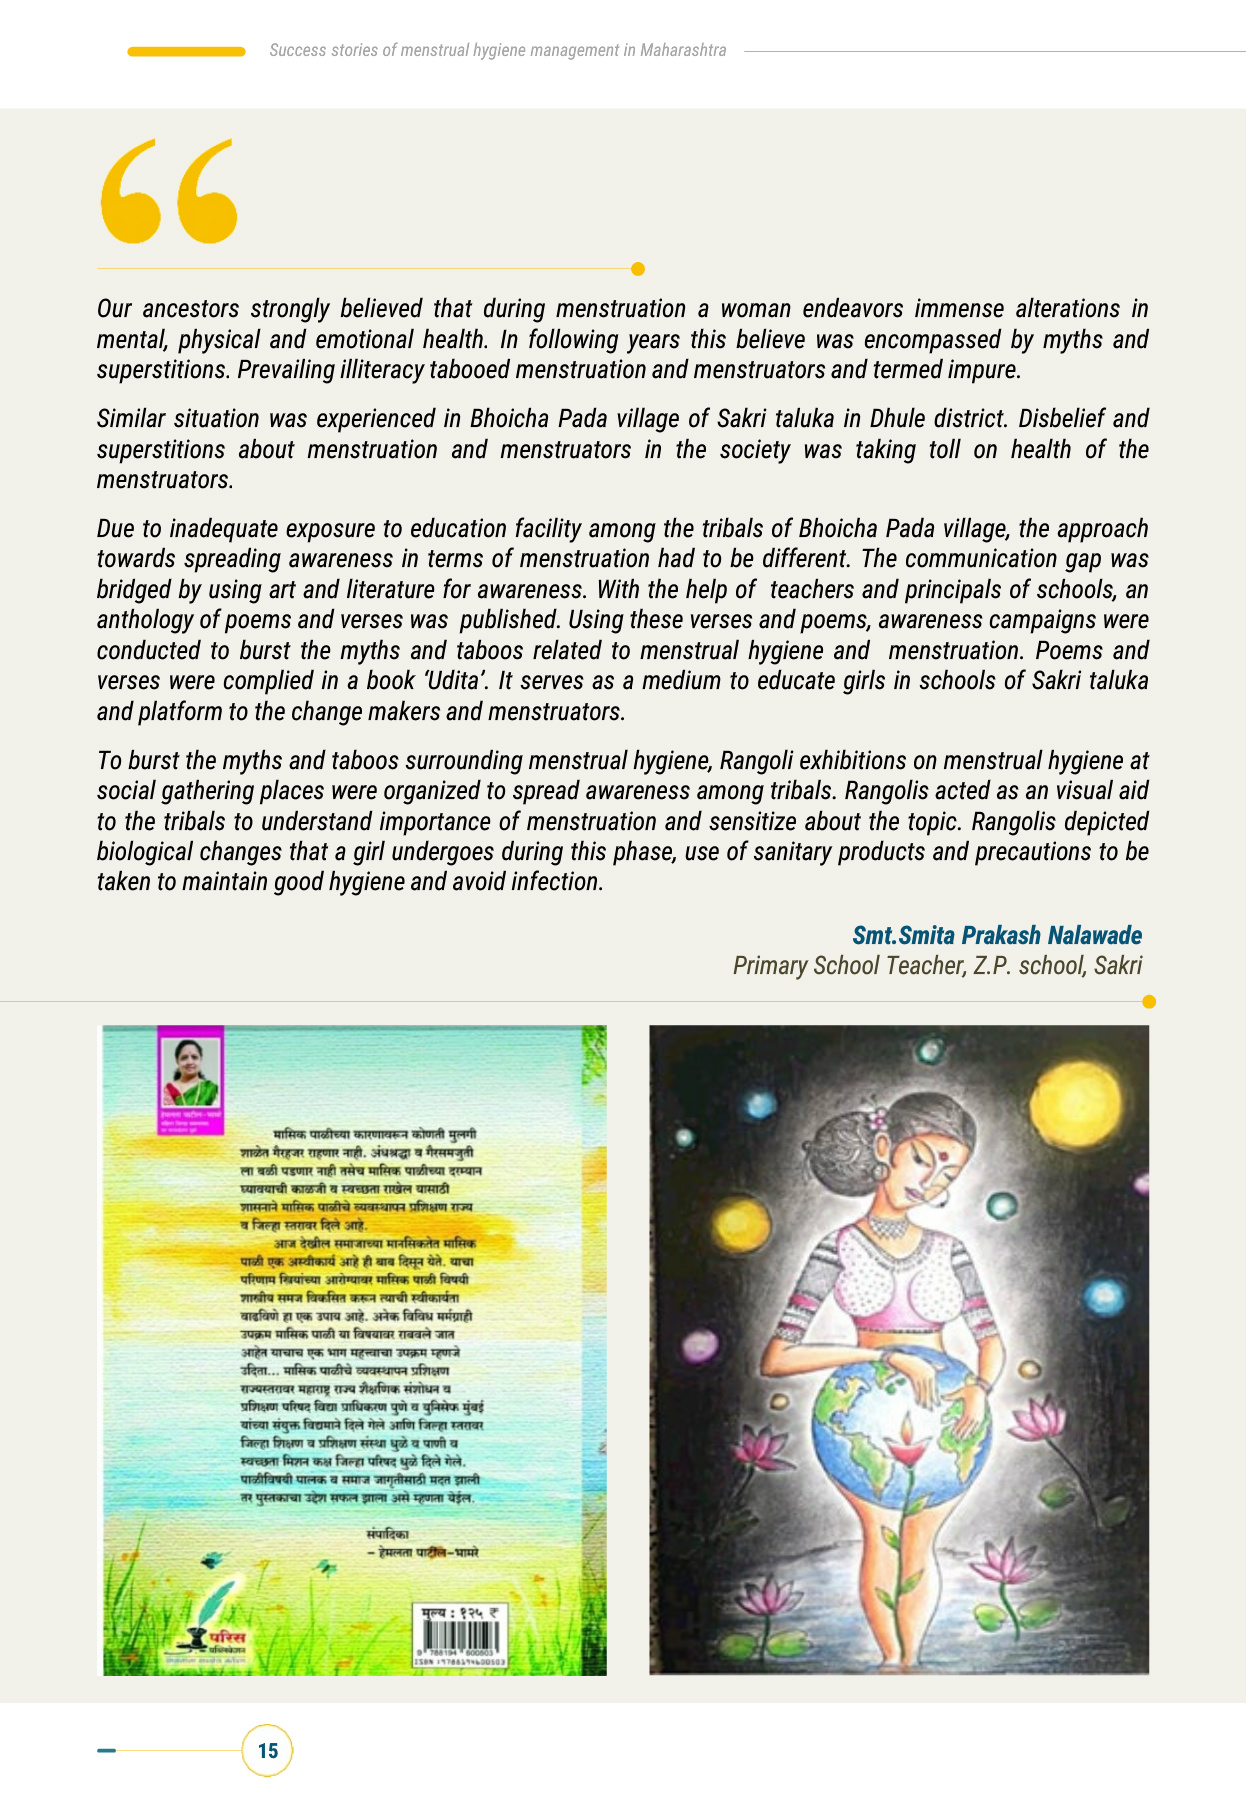 Success stories of menstrual hygiene management in Maharashtra
Our ancestors strongly believed that during menstruation a woman endeavors immense alterations in
mental, physical and emotional health. In following years this believe was encompassed by myths and
superstitions. Prevailing illiteracy tabooed menstruation and menstruators and termed impure.
Similar situation was experienced in Bhoicha Pada village of Sakri taluka in Dhule district. Disbelief and
superstitions about menstruation and menstruators in the society was taking toll on health of the
menstruators.
Due to inadequate exposure to education facility among the tribals of Bhoicha Pada village, the approach
towards spreading awareness in terms of menstruation had to be different. The communication gap was
bridged by using art and literature for awareness. With the help of teachers and principals of schools, an
anthology of poems and verses was published. Using these verses and poems, awareness campaigns were
conducted to burst the myths and taboos related to menstrual hygiene and menstruation. Poems and
verses were complied in a book ‘Udita’. It serves as a medium to educate girls in schools of Sakri taluka
and platform to the change makers and menstruators.
To burst the myths and taboos surrounding menstrual hygiene, Rangoli exhibitions on menstrual hygiene at
social gathering places were organized to spread awareness among tribals. Rangolis acted as an visual aid
to the tribals to understand importance of menstruation and sensitize about the topic. Rangolis depicted
biological changes that a girl undergoes during this phase, use of sanitary products and precautions to be
taken to maintain good hygiene and avoid infection.
Smt.Smita Prakash Nalawade
Primary School Teacher, Z.P. school, Sakri
हेमलता पाटील-भामरे
मासिक पाळीच्या कारणावरून कोणती मुलगी
शाळेत गैरहजर राहणार नाही. अंधश्रद्धा व गैरसमजुती
ला बळी पडणार नाही तसेच मासिक पाळीच्या दरम्यान
घ्यावयाची काळजी व स्वच्छता राखेल यासाठी
शासनाने मासिक पाळीचे व्यवस्थापन प्रशिक्षण राज्य
व जिल्हा स्तरावर दिले आहे.
आज देखील समाजाच्या मानसिकतेत मासिक
पाळी एक अस्वीकार्य आहे ही बाब दिसून येते. याचा
परिणाम स्त्रियांच्या आरोग्यावर मासिक पाळी विषयी
शास्त्रीय समज विकसित करून त्याची स्वीकार्यता
वाढविणे हा एक उपाय आहे. अनेक विविध मर्मग्राही
उपक्रम मासिक पाळी या विषयावर राबवले जात
आहेत याचाच एक भाग महत्त्वाचा उपक्रम म्हणजे
उदिता... मासिक पाळीचे व्यवस्थापन प्रशिक्षण
राज्यस्तरावर महाराष्ट्र राज्य शैक्षणिक संशोधन व
प्रशिक्षण परिषद विद्या प्राधिकरण पुणे व युनिसेफ मुंबई
यांच्या संयुक्त विद्यमाने दिले गेले आणि जिल्हा स्तरावर
जिल्हा शिक्षण व प्रशिक्षण संस्था धुळे व पाणी व
स्वच्छता मिशन कक्ष जिल्हा परिषद धुळे दिले गेले.
पाळीविषयी पालक व समाज जागृतीसाठी मदत झाली
तर पुस्तकाचा उद्देश सफल झाला असे म्हणता येईल.
संपादिका
- हेमलता पाटील-भामरे
परिस
पब्लिकेशन
मूल्य : १२५ ₹
9 788194 600503
ISBN 9788194600503
15